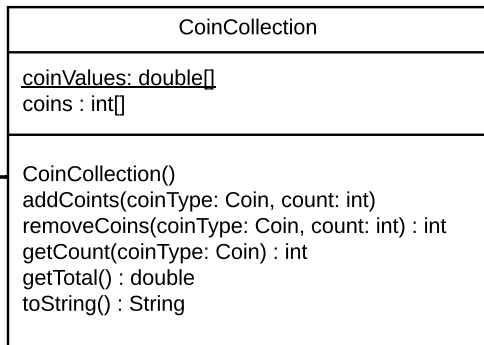 CoinCollection
coinValues: double[]
coins : int[]
CoinCollection()
addCoints(coinType: Coin, count: int)
removeCoins(coinType: Coin, count: int) : int
getCount(coinType: Coin) : int
getTotal() : double
toString() : String